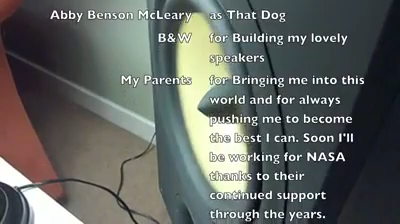 Abby Benson McLeary as That Dog
B&W for Building my lovely
speakers
My Parents for Bringing me into this
world and for always
pushing me to become
the best I can. Soon I'll
be working for NASA
thanks to their
continued support
through the years.